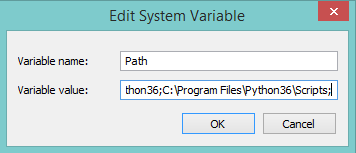 Edit System Variable
Variable name: Path
Variable value: thon36;C:\Program Files\Python36\Scripts;
OK Cancel